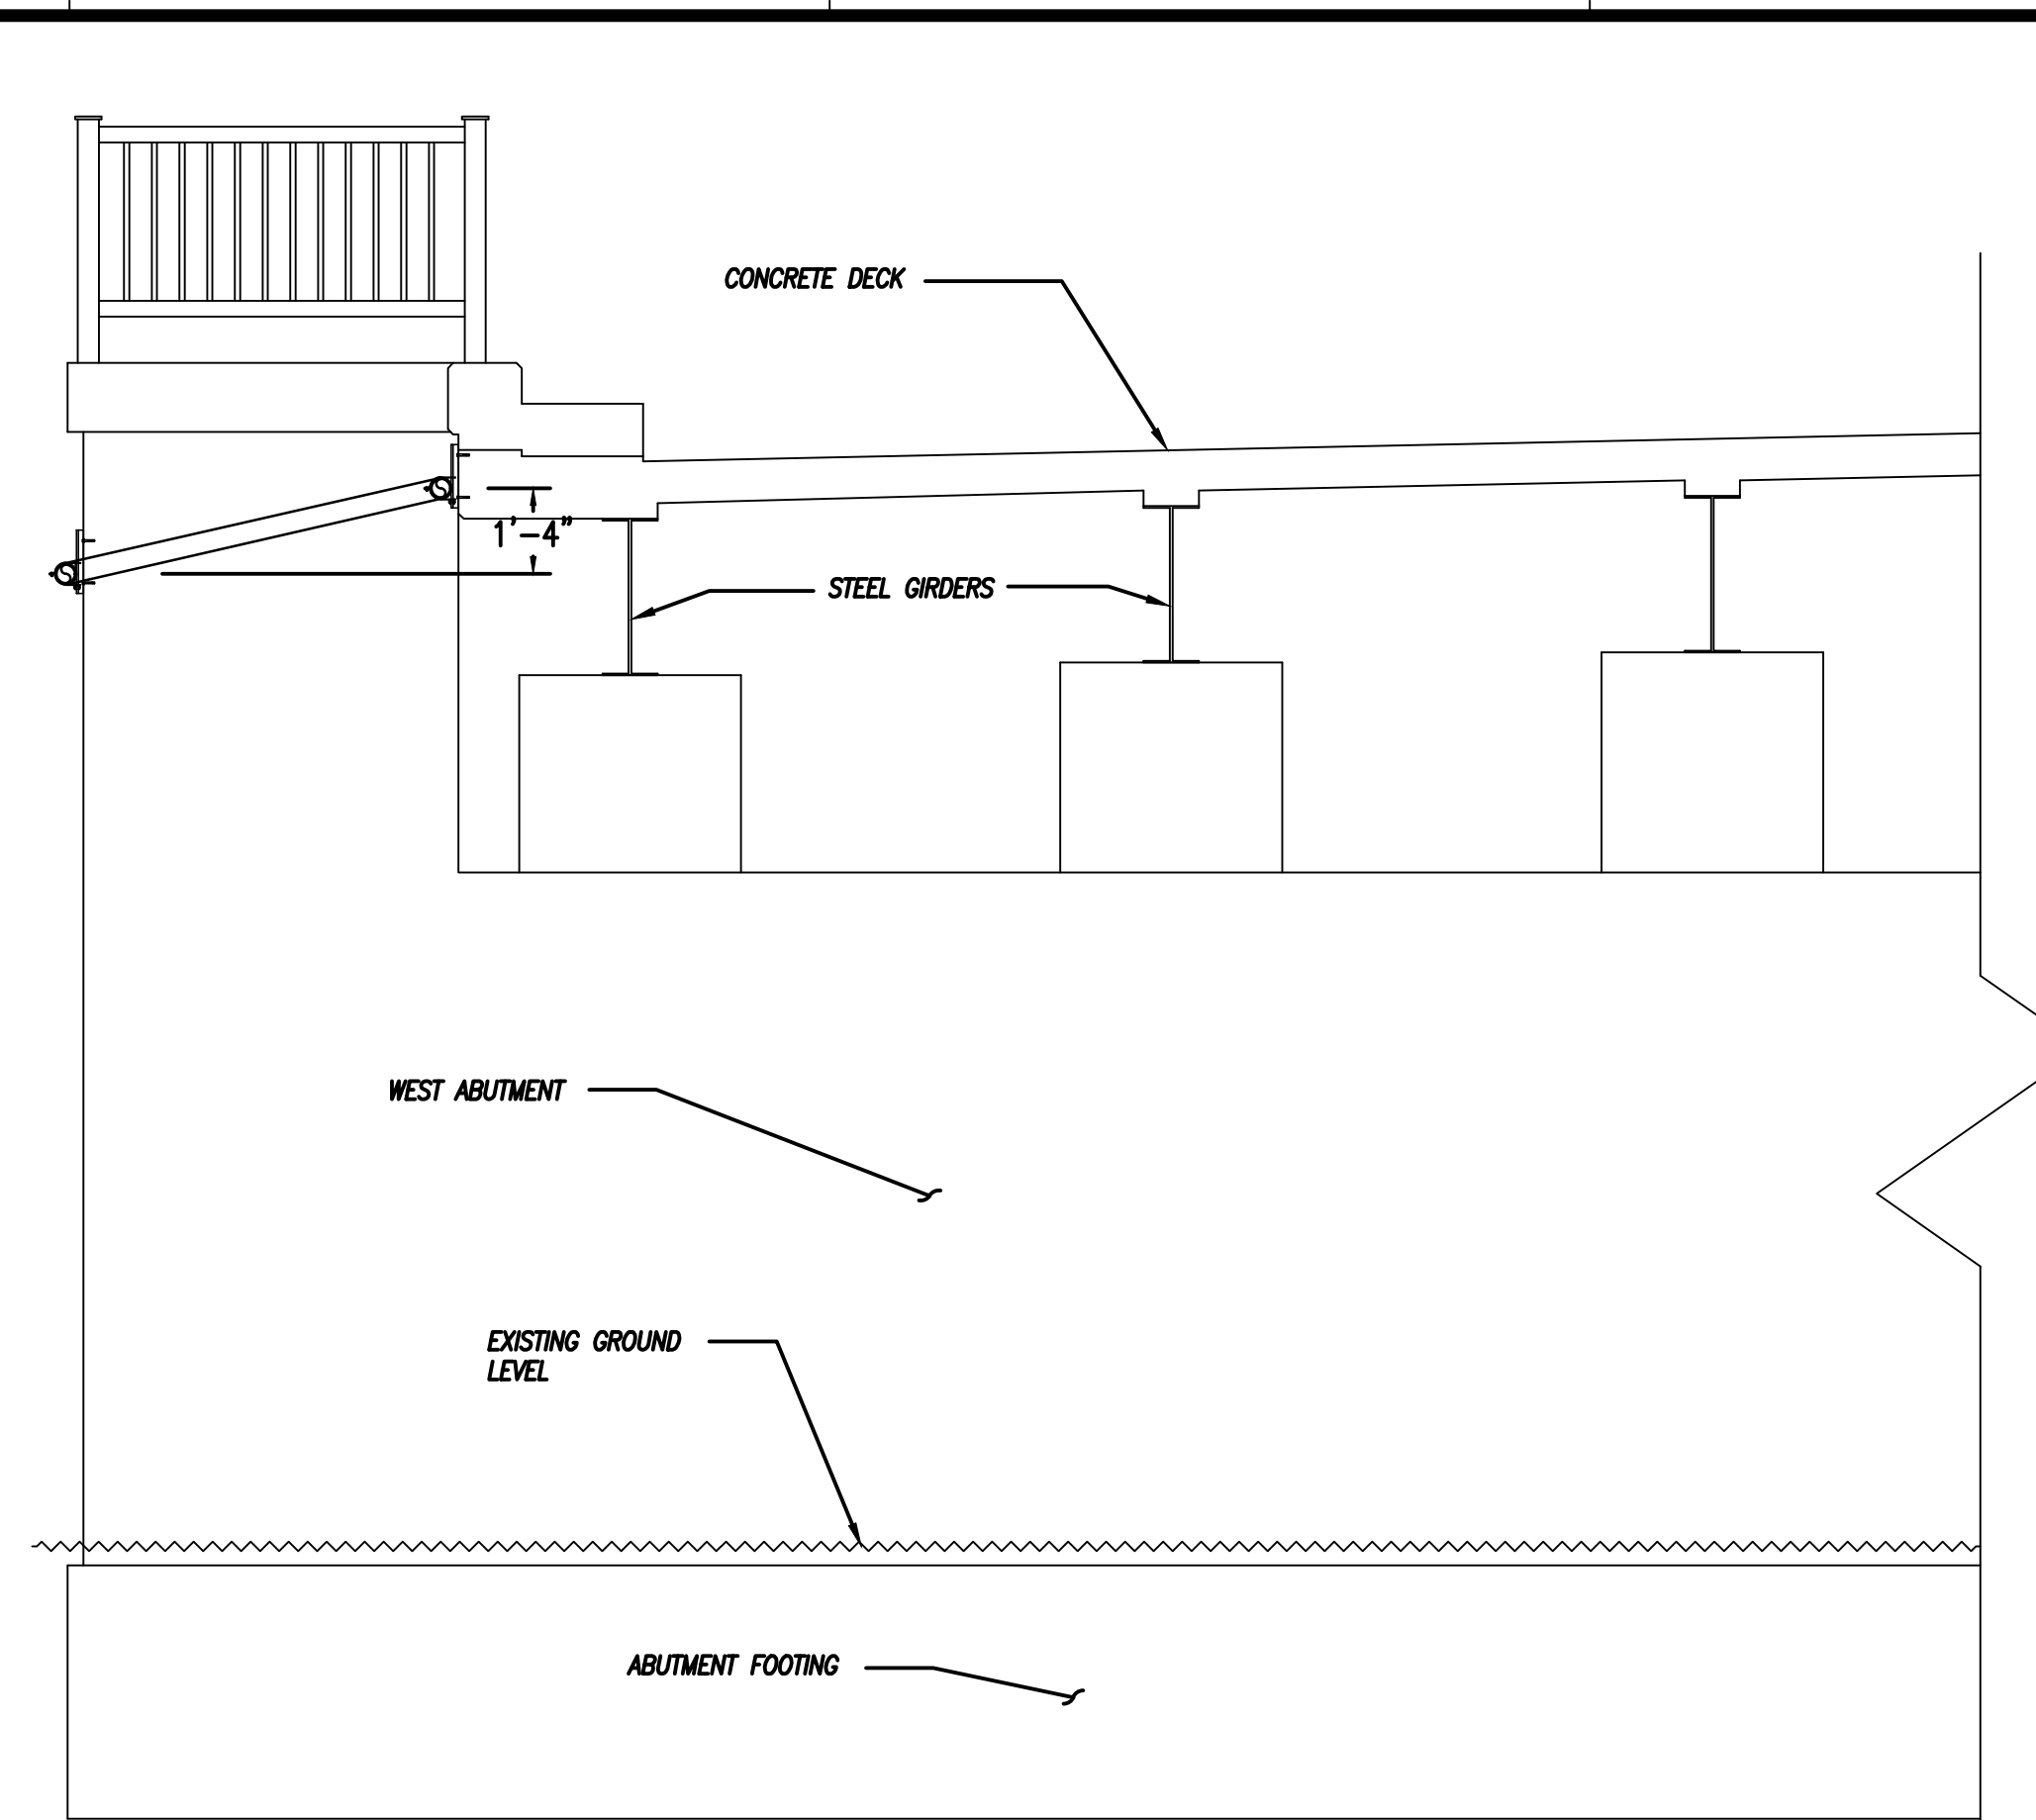 CONCRETE DECK
1'-4"
STEEL GIRDERS
WEST ABUTMENT
EXISTING GROUND
LEVEL
ABUTMENT FOOTING